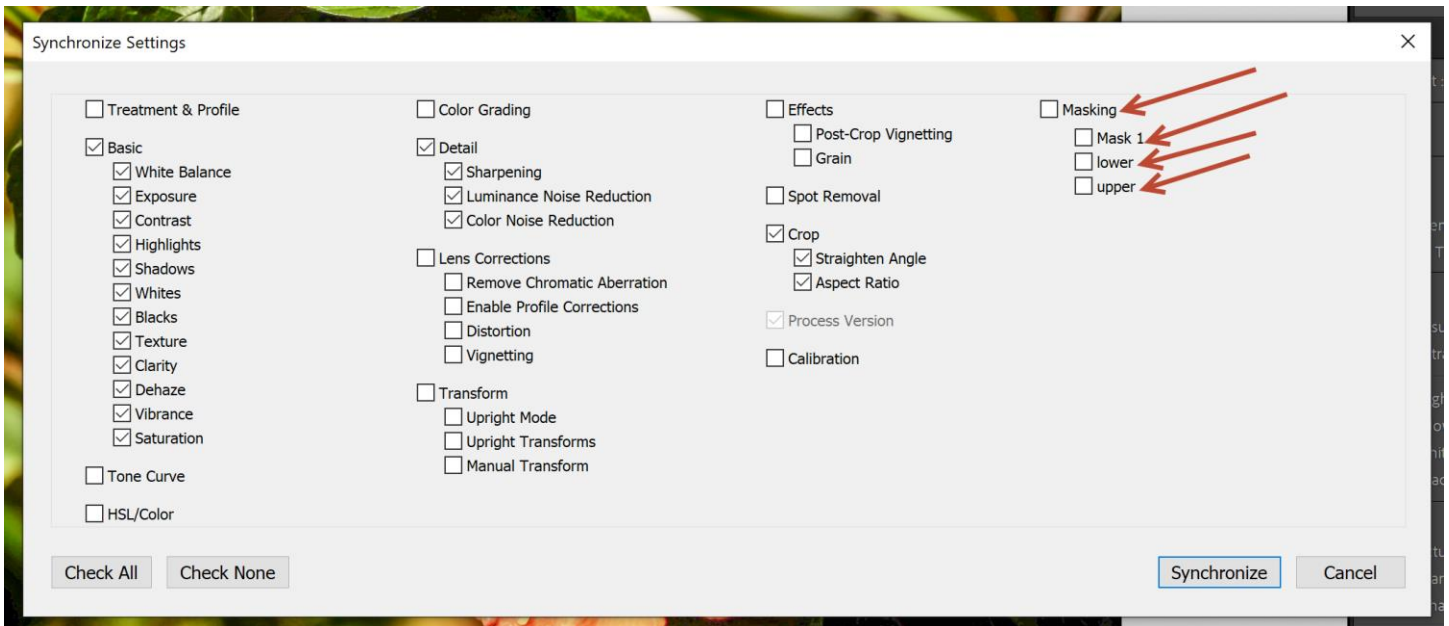 Synchronize Settings
Treatment & Profile
Basic
White Balance
Exposure
Contrast
Highlights
Shadows
Whites
Blacks
Texture
Clarity
Dehaze
Vibrance
Saturation
Tone Curve
HSL/Color
Color Grading
Detail
Sharpening
Luminance Noise Reduction
Color Noise Reduction
Lens Corrections
Remove Chromatic Aberration
Enable Profile Corrections
Distortion
Vignetting
Transform
Upright Mode
Upright Transforms
Manual Transform
Effects
Post-Crop Vignetting
Grain
Spot Removal
Crop
Straighten Angle
Aspect Ratio
Process Version
Calibration
Masking
Mask 1
lower
upper
Check All
Check None
Synchronize
Cancel